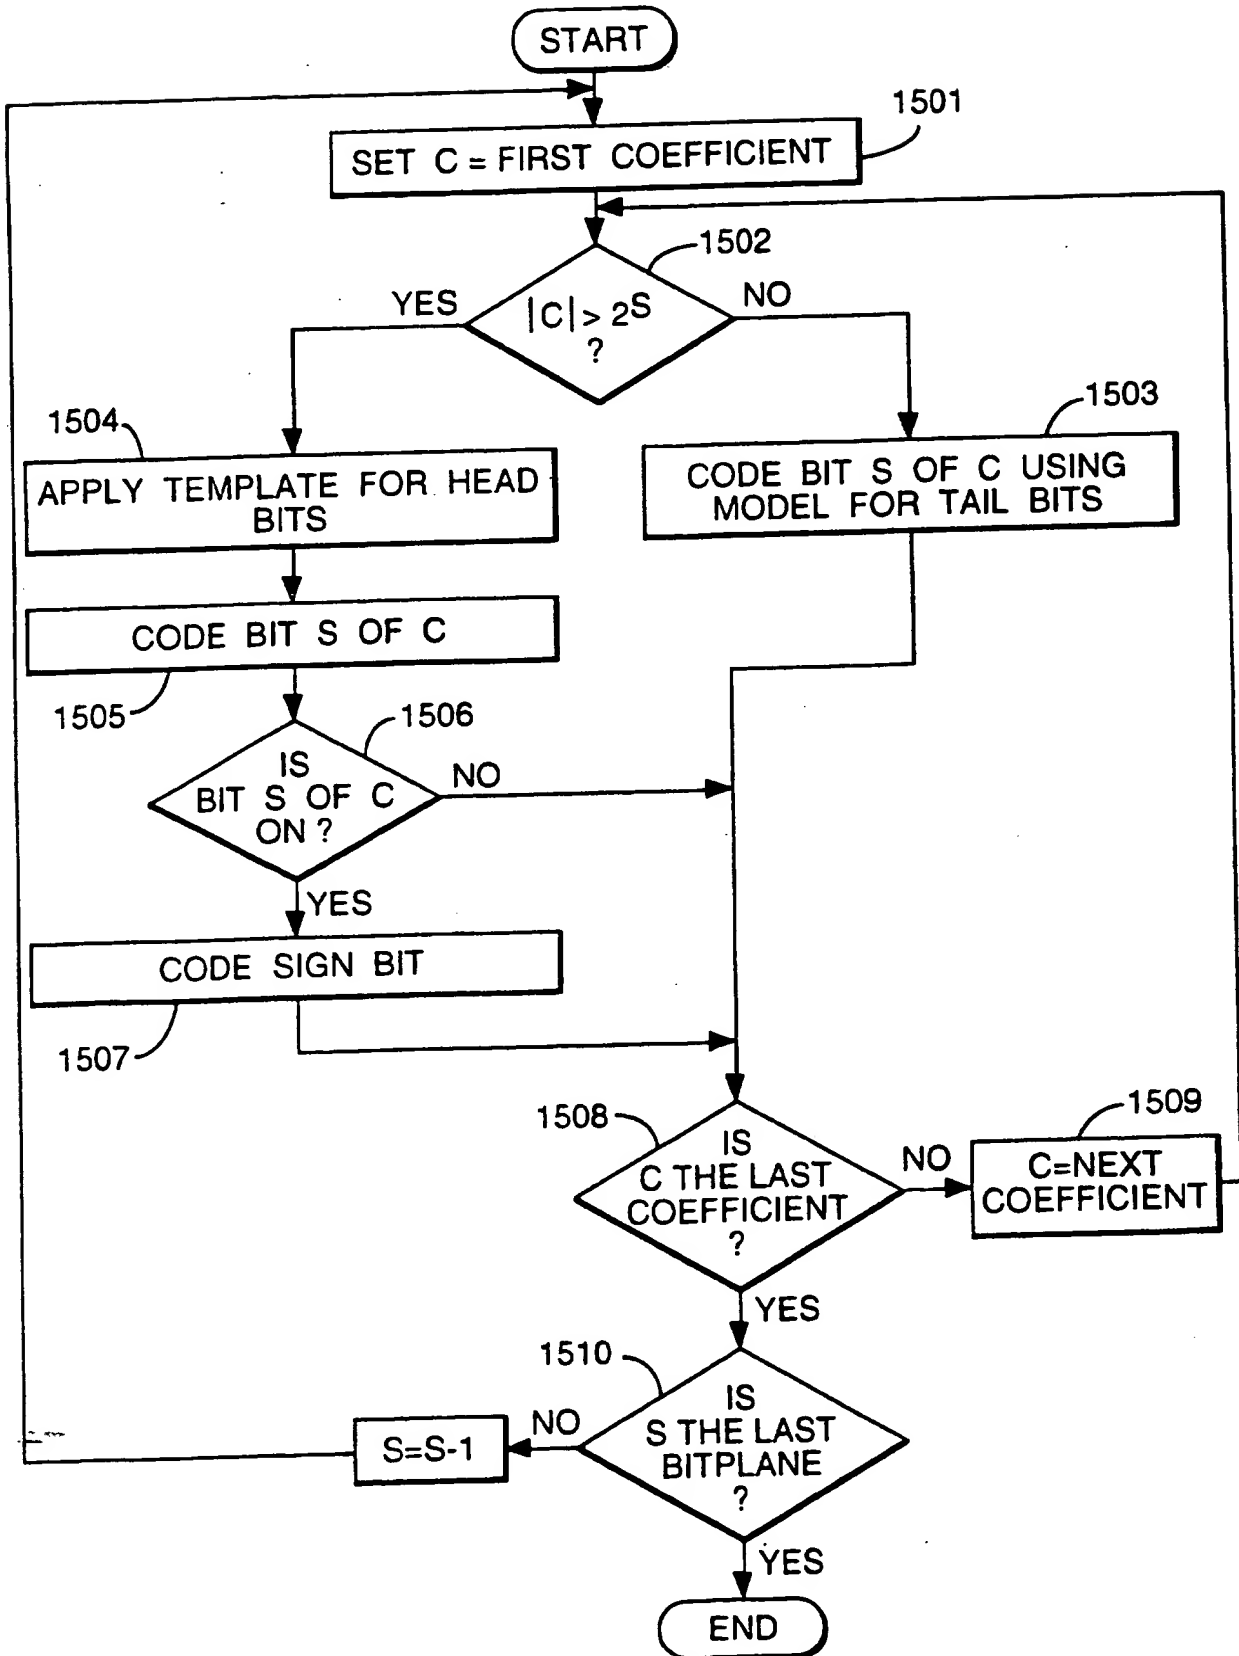 START
1501
SET C = FIRST COEFFICIENT
1502
YES
|C| > 2S
?
NO
1504
1503
APPLY TEMPLATE FOR HEAD
BITS
CODE BIT S OF C USING
MODEL FOR TAIL BITS
CODE BIT S OF C
1505
1506
IS
BIT S OF C
ON ?
NO
YES
CODE SIGN BIT
1507
1508
1509
IS
C THE LAST
COEFFICIENT
?
NO
C=NEXT
COEFFICIENT
YES
1510
IS
S THE LAST
BITPLANE
?
NO
S=S-1
YES
END